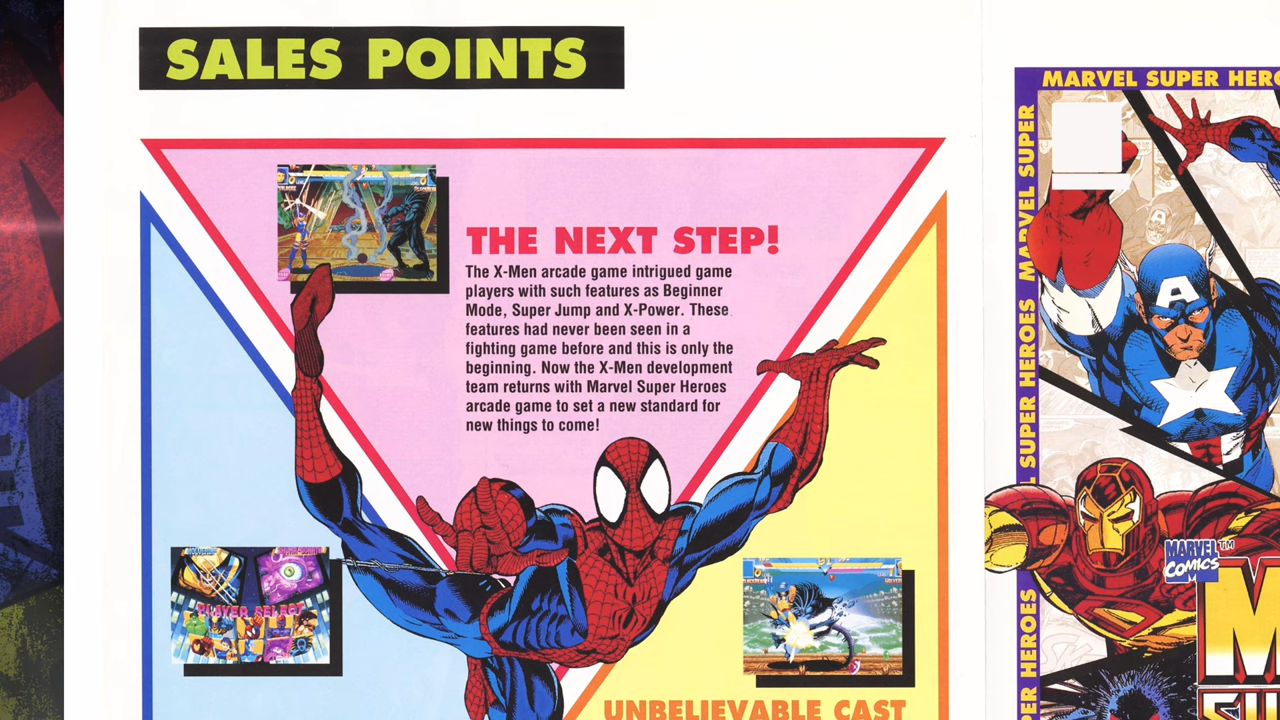 SALES POINTS
THE NEXT STEP!
The X-Men arcade game intrigued game
players with such features as Beginner
Mode, Super Jump and X-Power. These
features had never been seen in a
fighting game before and this is only the
beginning. Now the X-Men development
team returns with Marvel Super Heroes
arcade game to set a new standard for
new things to come!
PLAYER SELECT
UNBELIEVABLE CAST
MARVEL SUPER HERO
MARVEL SUPER
SUPER HEROES
PER HEROES
A
MARVEL
COMICS
TM
M